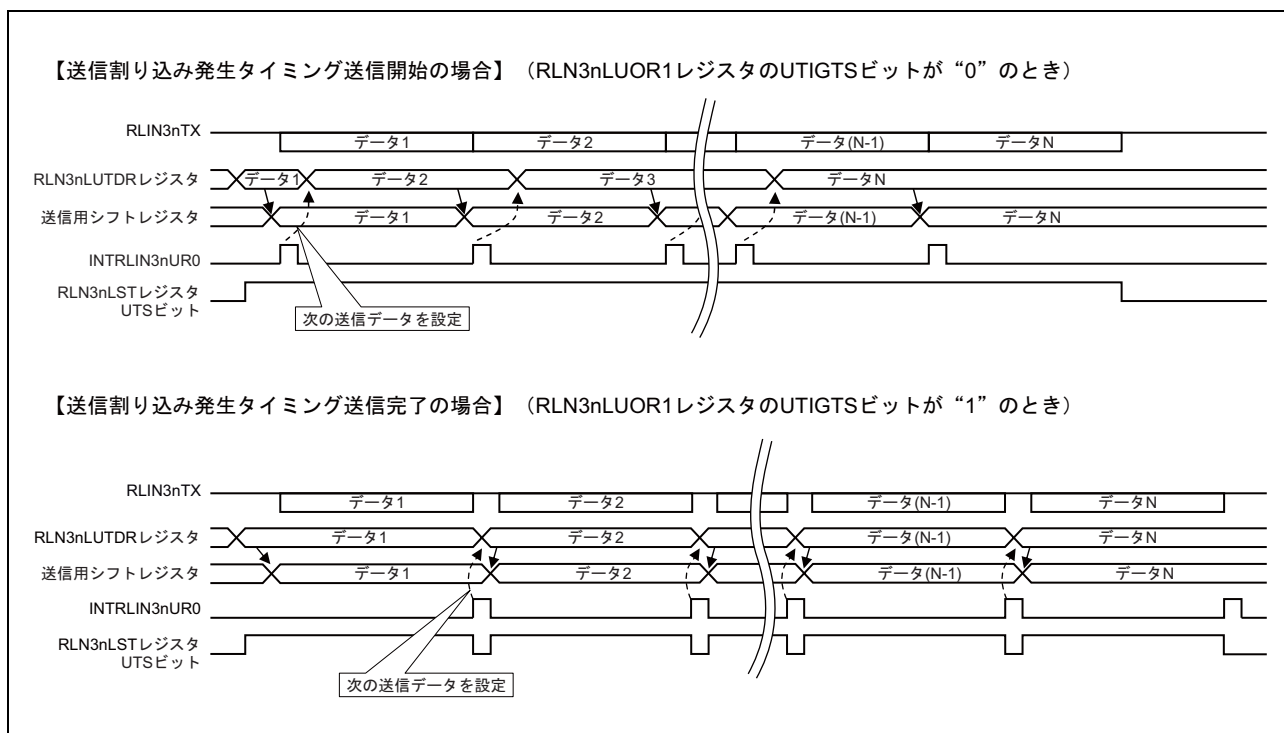 【送信割り込み発生タイミング送信開始の場合】（RLN3nLUOR1レジスタのUTIGTSビットが“0”のとき）
RLIN3nTX
データ1 データ2 データ(N-1) データN
RLN3nLUTDRレジスタ
データ1 データ2 データ3 データN
送信用シフトレジスタ
データ1 データ2 データ(N-1) データN
INTRLIN3nUR0
RLN3nLSTレジスタ
UTSビット
次の送信データを設定
【送信割り込み発生タイミング送信完了の場合】（RLN3nLUOR1レジスタのUTIGTSビットが“1”のとき）
RLIN3nTX
データ1 データ2 データ(N-1) データN
RLN3nLUTDRレジスタ
データ1 データ2 データ(N-1) データN
送信用シフトレジスタ
データ1 データ2 データ(N-1) データN
INTRLIN3nUR0
RLN3nLSTレジスタ
UTSビット
次の送信データを設定